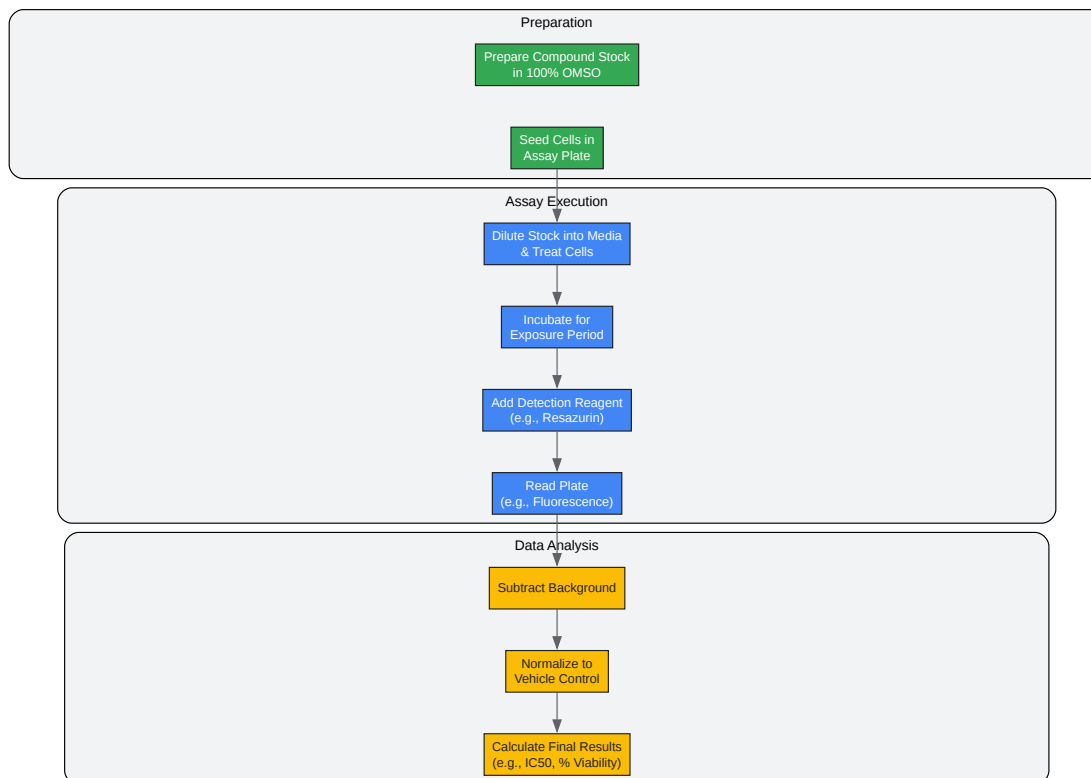 Preparation
Prepare Compound Stock
in 100% OMSO
Seed Cells in
Assay Plate
Assay Execution
Dilute Stock into Media
& Treat Cells
Incubate for
Exposure Period
Add Detection Reagent
(e.g., Resazurin)
Read Plate
(e.g., Fluorescence)
Data Analysis
Subtract Background
Normalize to
Vehicle Control
Calculate Final Results
(e.g., IC50, % Viability)